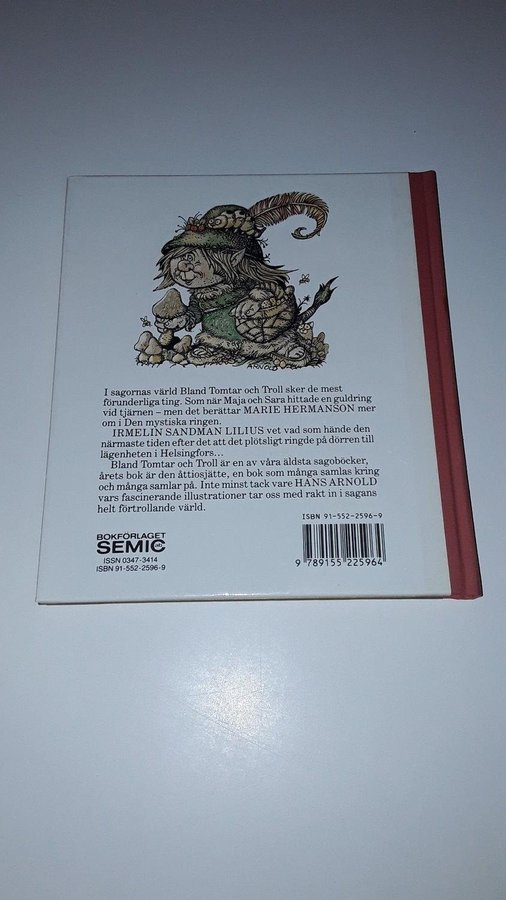 ARNOLD
I sagornas värld Bland Tomtar och Troll sker de mest
förunderliga ting. Som när Maja och Sara hittade en guldring
vid tjärnen – men det berättar MARIE HERMANSON mer
om i Den mystiska ringen.
IRMELIN SANDMAN LILIUS vet vad som hände den
närmaste tiden efter det att det plötsligt ringde på dörren till
lägenheten i Helsingfors...
Bland Tomtar och Troll är en av våra äldsta sagoböcker,
årets bok är den åttiosjätte, en bok som många samlas kring
och många samlar på. Inte minst tack vare HANS ARNOLD
vars fascinerande illustrationer tar oss med rakt in i sagans
helt förtrollande värld.
ISBN 91-552-2596-9
BOKFÖRLAGET
SEMIC
ISSN 0347-3414
ISBN 91-552-2596-9
9 789155 225964